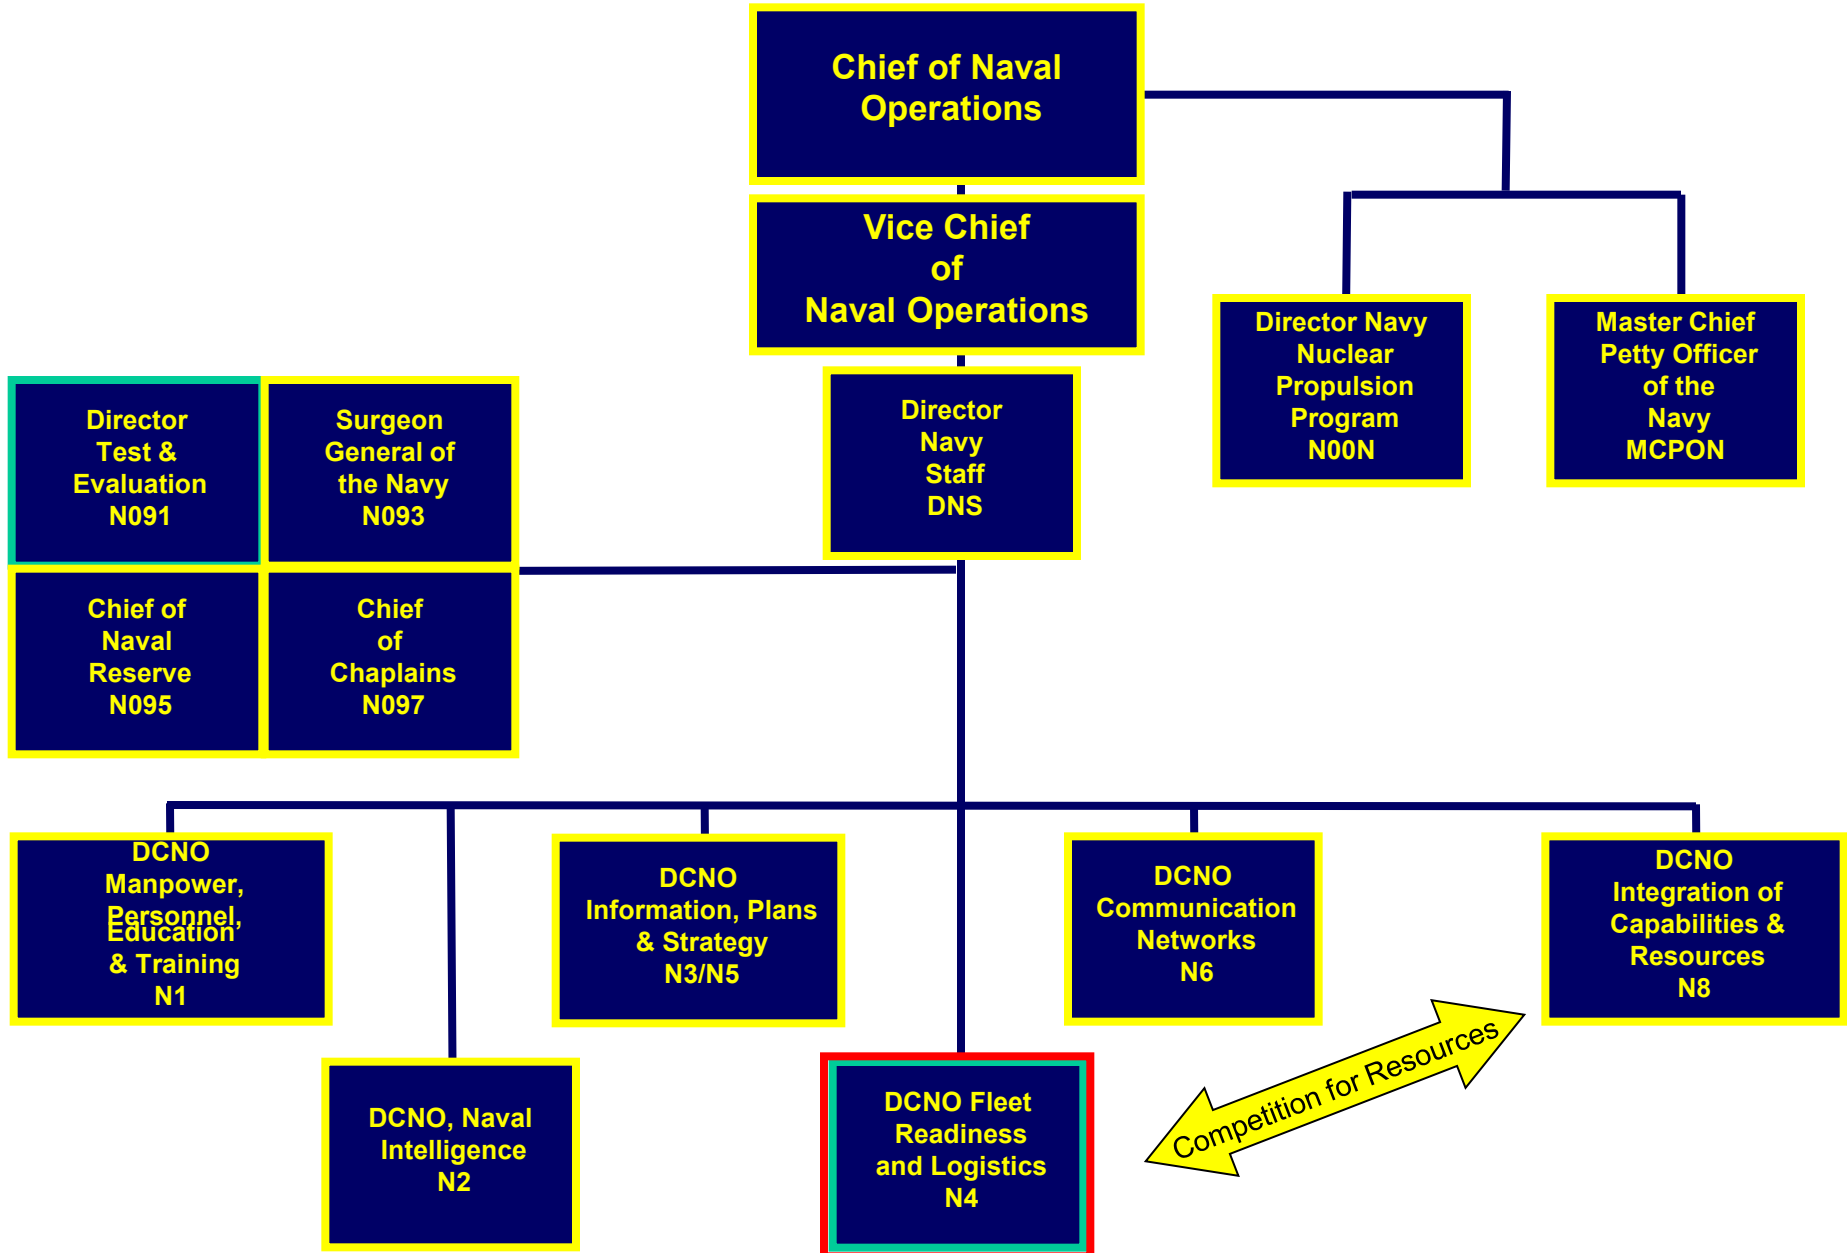 Chief of Naval
Operations
Vice Chief
of
Naval Operations
Director Navy
Nuclear
Propulsion
Program
N00N
Master Chief
Petty Officer
of the
Navy
MCPON
Director
Navy
Staff
DNS
Director
Test &
Evaluation
N091
Surgeon
General of
the Navy
N093
Chief of
Naval
Reserve
N095
Chief
of
Chaplains
N097
DCNO
Manpower,
Personnel,
Education
& Training
N1
DCNO
Information, Plans
& Strategy
N3/N5
DCNO
Communication
Networks
N6
DCNO
Integration of
Capabilities &
Resources
N8
DCNO, Naval
Intelligence
N2
DCNO Fleet
Readiness
and Logistics
N4
Competition for Resources